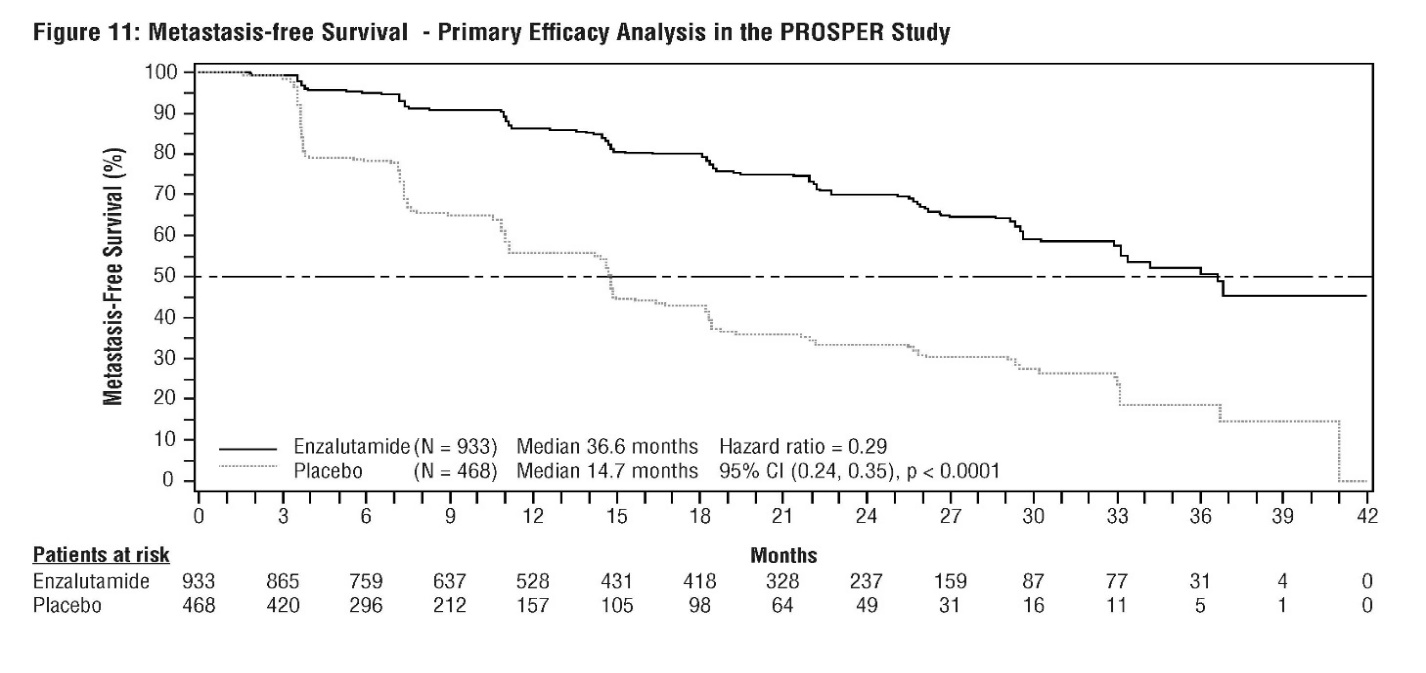 Figure 11: Metastasis-free Survival - Primary Efficacy Analysis in the PROSPER Study
Metastasis-Free Survival (%)
100
90
80
70
60
50
40
30
20
10
0
Enzalutamide (N = 933) Median 36.6 months Hazard ratio = 0.29
Placebo (N = 468) Median 14.7 months 95% CI (0.24, 0.35), p < 0.0001
0 3 6 9 12 15 18 21 24 27 30 33 36 39 42
Patients at risk Months
Enzalutamide 933 865 759 637 528 431 418 328 237 159 87 77 31 4 0
Placebo 468 420 296 212 157 105 98 64 49 31 16 11 5 1 0